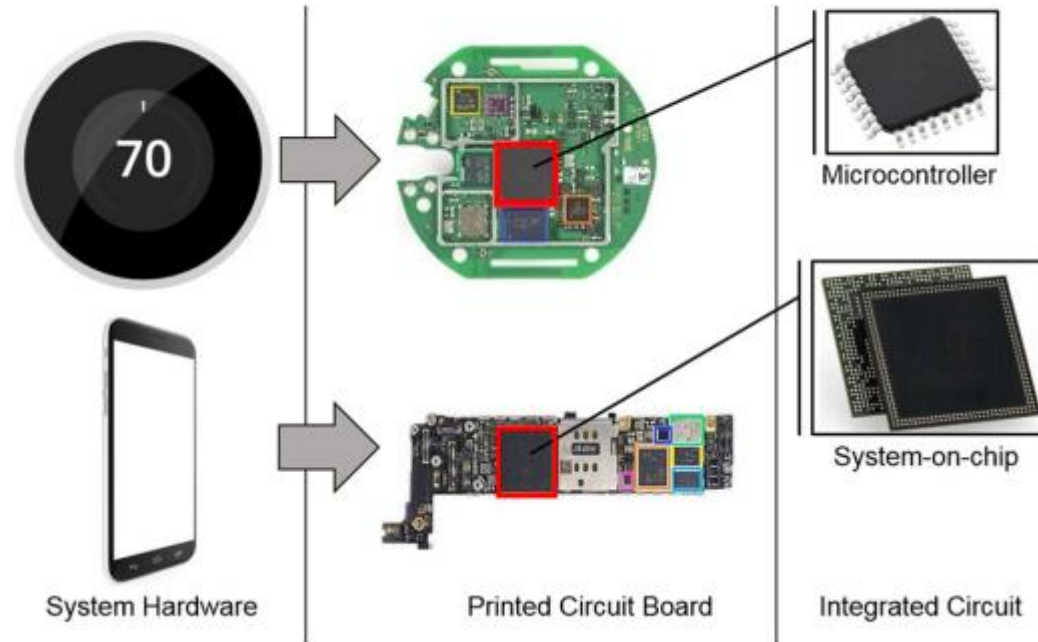 70
Microcontroller
System-on-chip
System Hardware
Printed Circuit Board
Integrated Circuit